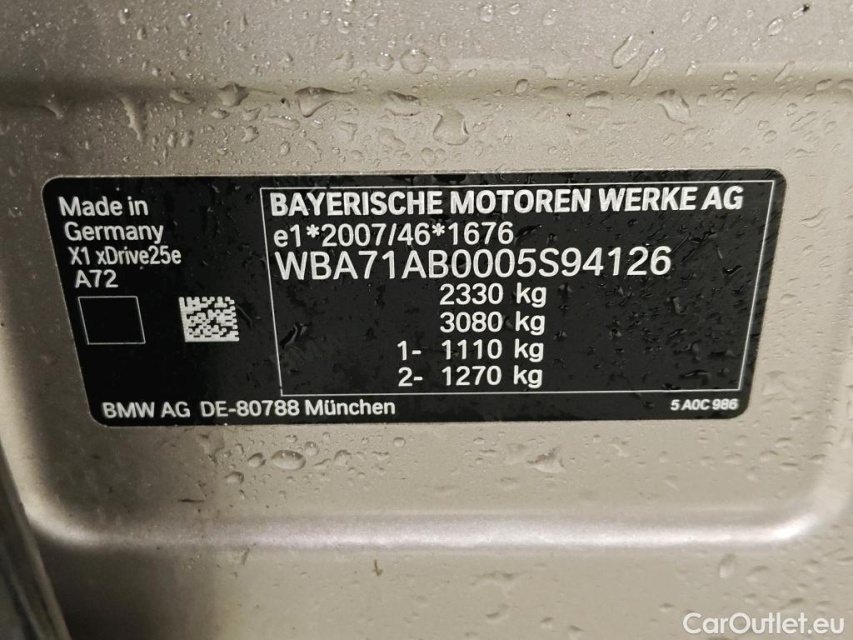 Made in
Germany
X1 xDrive25e
A72
BAYERISCHE MOTOREN WERKE AG
e1*2007/46*1676
WBA71AB0005S94126
2330 kg
3080 kg
1- 1110 kg
2- 1270 kg
BMW AG DE-80788 München
5 A0C 986
CarOutlet.eu